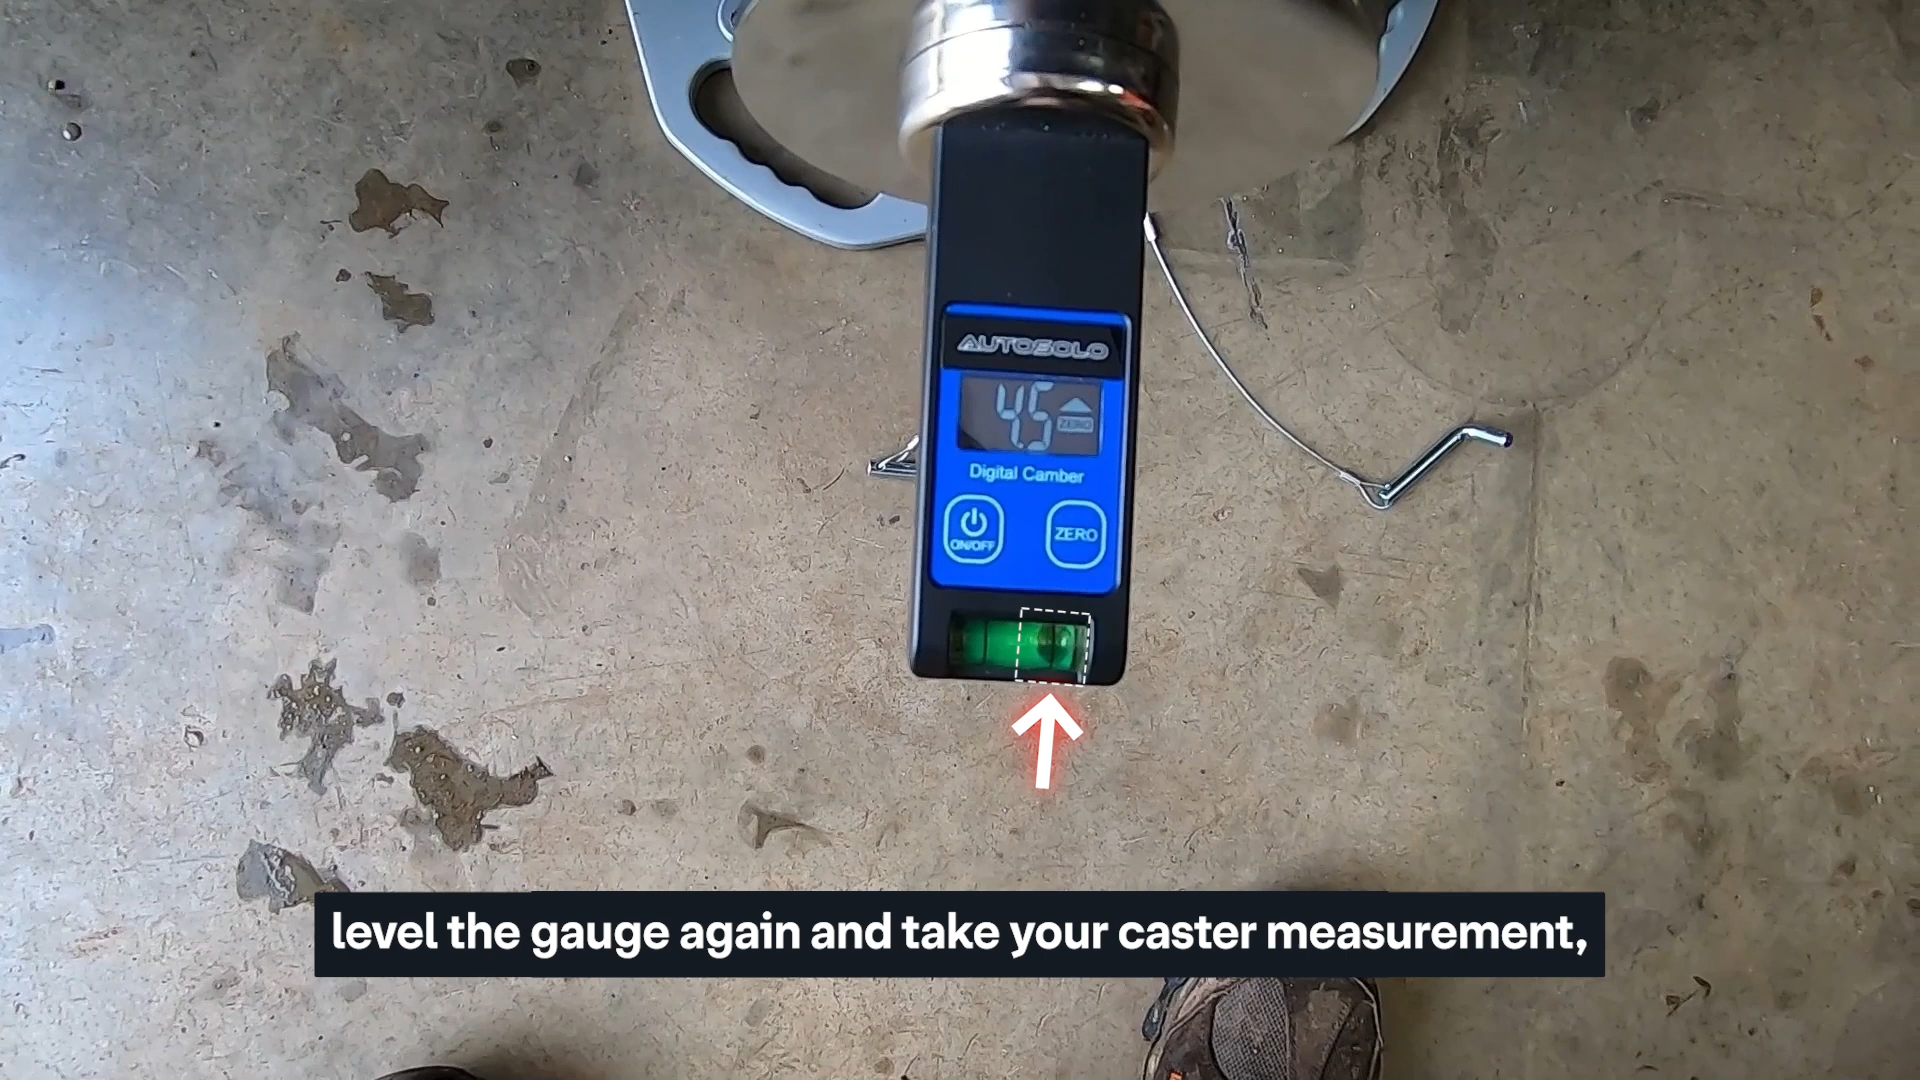 AUTOSOLO
4.5
ZERO
Digital Camber
ON/OFF
ZERO
level the gauge again and take your caster measurement,